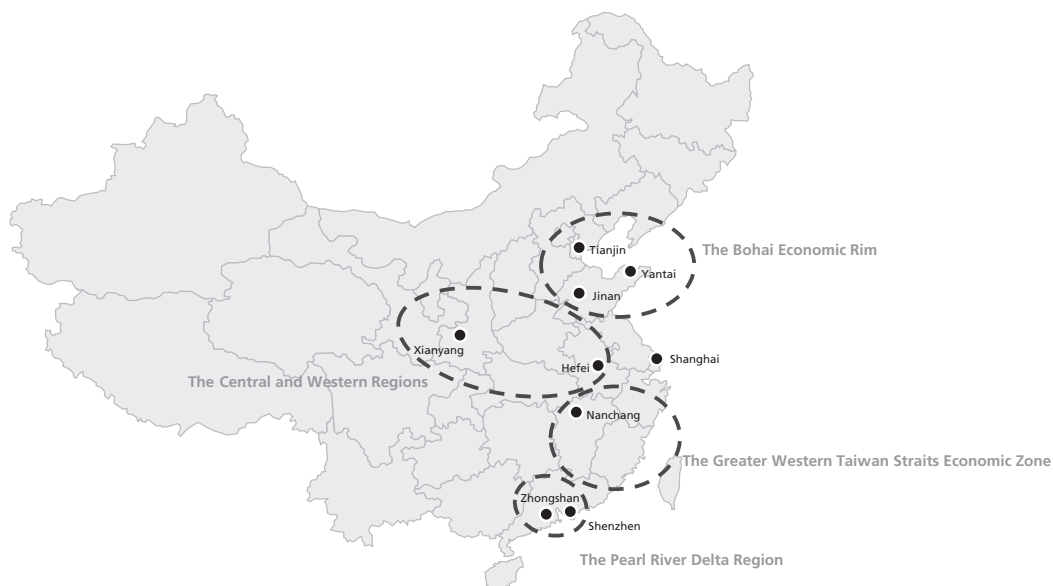 Tianjin
The Bohai Economic Rim
Yantai
Jinan
Xianyang
Shanghai
Hefei
The Central and Western Regions
Nanchang
The Greater Western Taiwan Straits Economic Zone
Zhongshan
Shenzhen
The Pearl River Delta Region